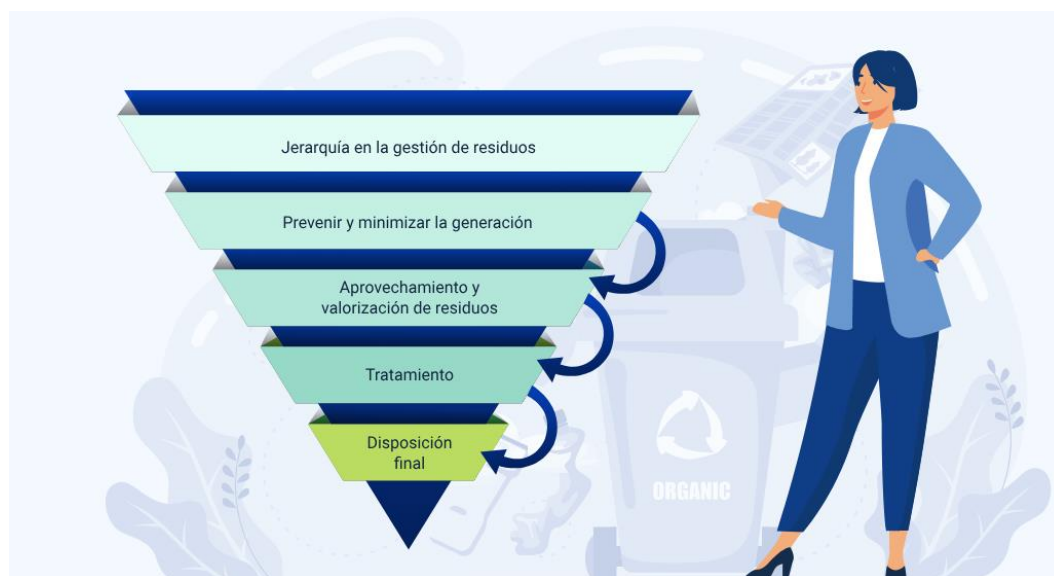 Jerarquía en la gestión de residuos
Prevenir y minimizar la generación
Aprovechamiento y
valorización de residuos
Tratamiento
Disposición
final
ORGANIC